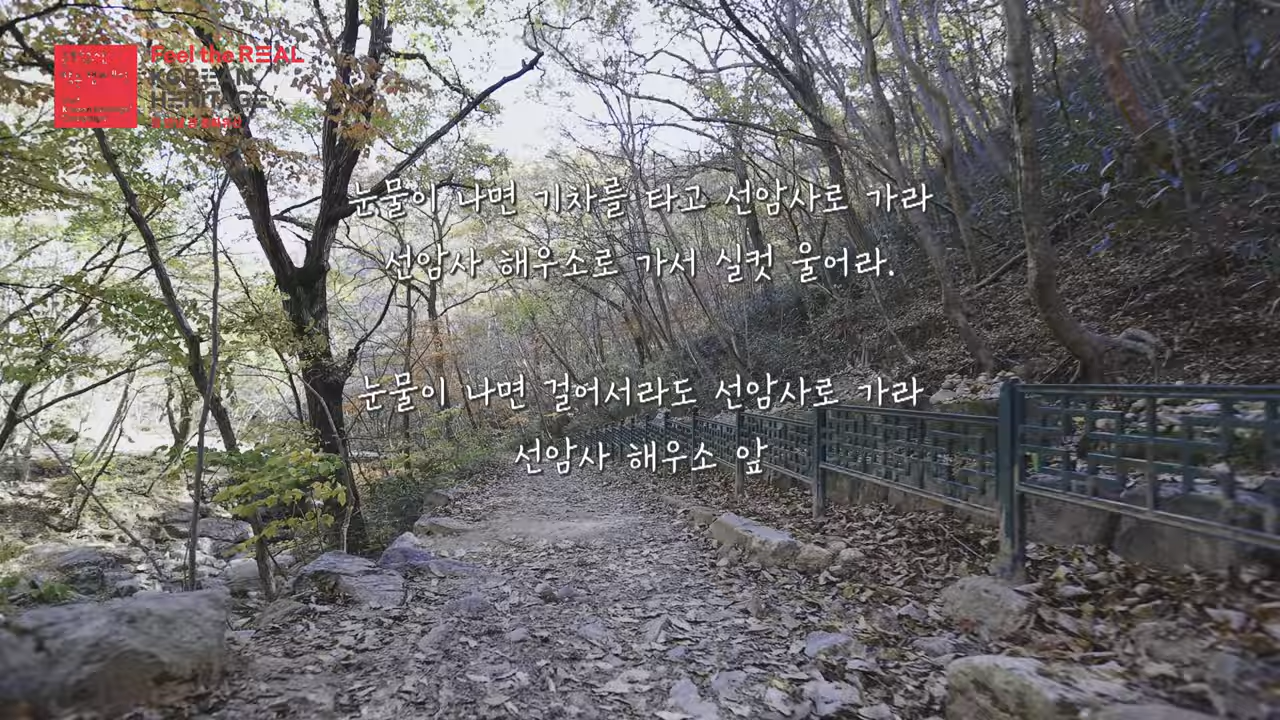 Feel the REAL
KOREAN
HERITAGE
눈물이 나면 기차를 타고 선암사로 가라
선암사 해우소로 가서 실컷 울어라.
눈물이 나면 걸어서라도 선암사로 가라
선암사 해우소 앞